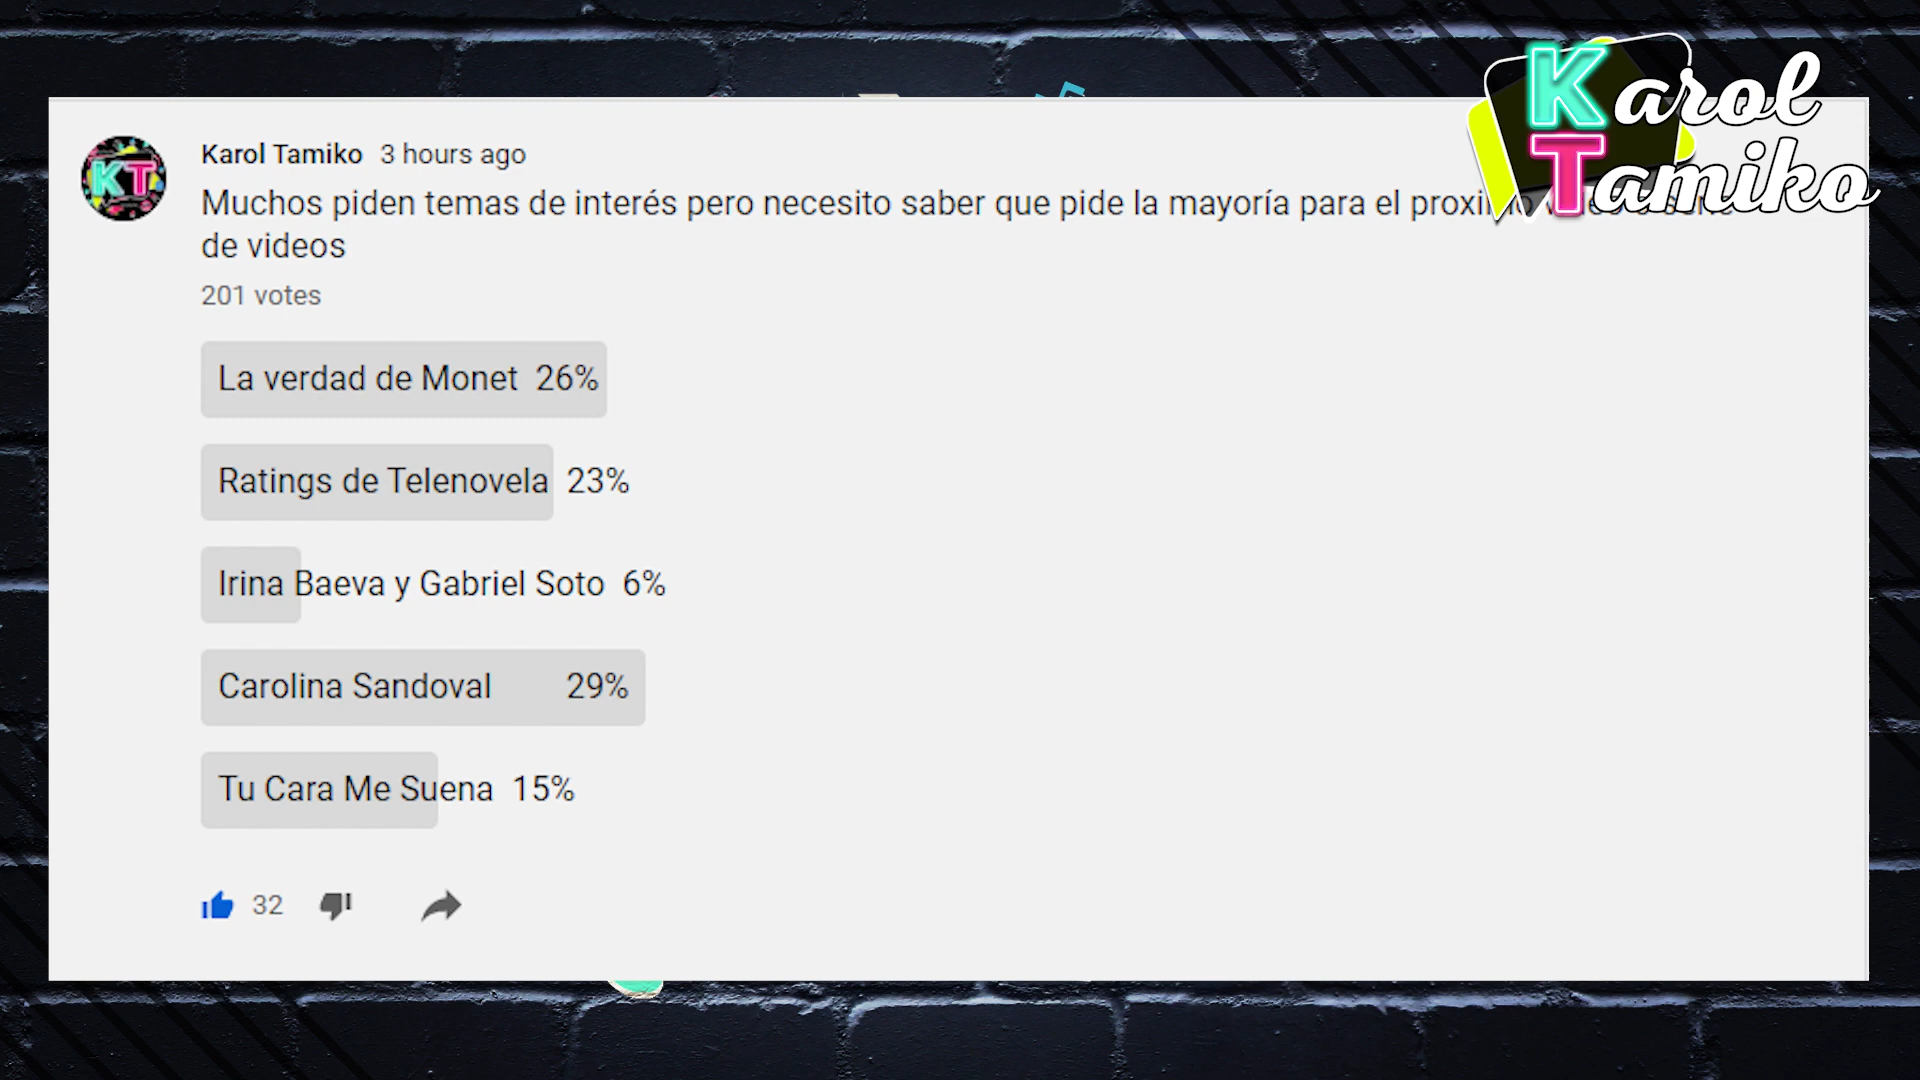 Karol
Tamiko
KT
Karol Tamiko 3 hours ago
Muchos piden temas de interés pero necesito saber que pide la mayoría para el
de videos
201 votes
La verdad de Monet 26%
Ratings de Telenovela 23%
Irina Baeva y Gabriel Soto 6%
Carolina Sandoval 29%
Tu Cara Me Suena 15%
32